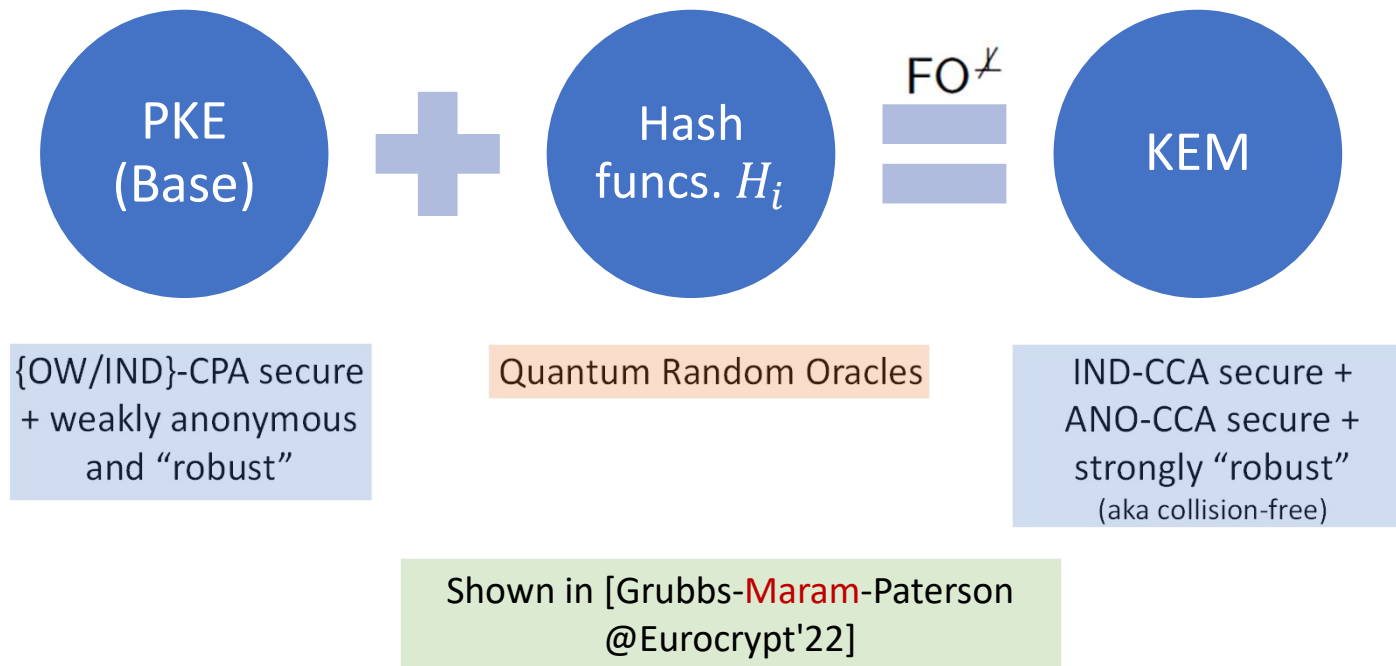 PKE
(Base)
Hash
funcs. $H_i$
FO^⊥̸
KEM
{OW/IND}-CPA secure
+ weakly anonymous
and “robust”
Quantum Random Oracles
IND-CCA secure +
ANO-CCA secure +
strongly “robust”
(aka collision-free)
Shown in [Grubbs-Maram-Paterson
@Eurocrypt'22]